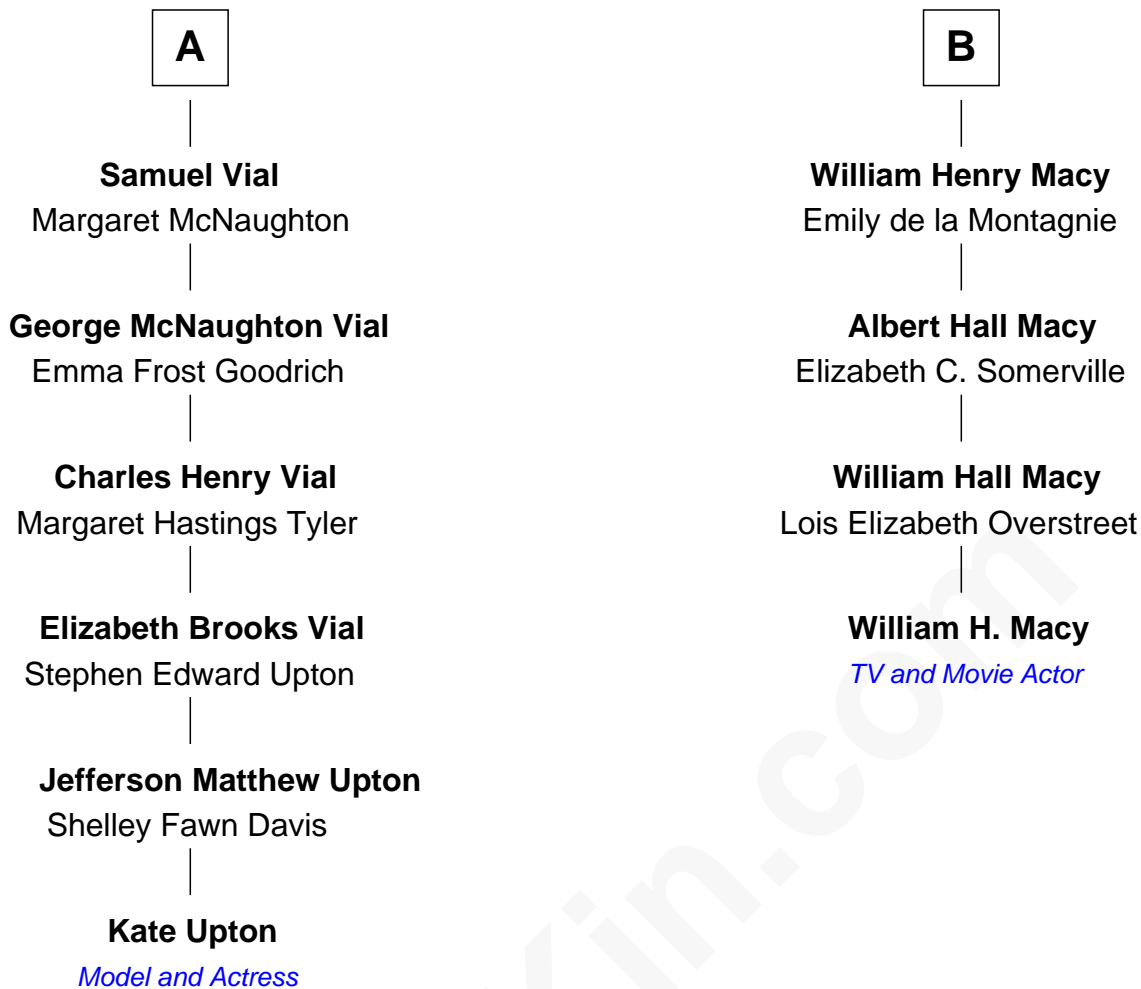 A
Samuel Vial
Margaret McNaughton
George McNaughton Vial
Emma Frost Goodrich
Charles Henry Vial
Margaret Hastings Tyler
Elizabeth Brooks Vial
Stephen Edward Upton
Jefferson Matthew Upton
Shelley Fawn Davis
Kate Upton
Model and Actress
B
William Henry Macy
Emily de la Montagnie
Albert Hall Macy
Elizabeth C. Somerville
William Hall Macy
Lois Elizabeth Overstreet
William H. Macy
TV and Movie Actor
Kin.com